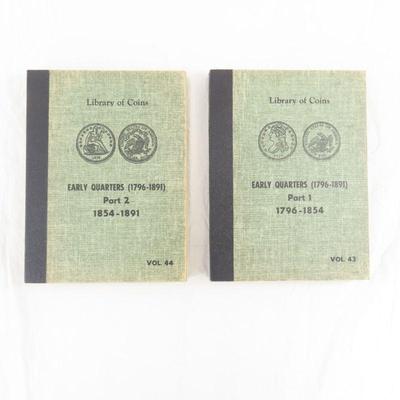 Library of Coins
EARLY QUARTERS (1796-1891)
Part 2
1854-1891
VOL 44
Library of Coins
EARLY QUARTERS (1796-1891)
Part 1
1796-1854
VOL 43